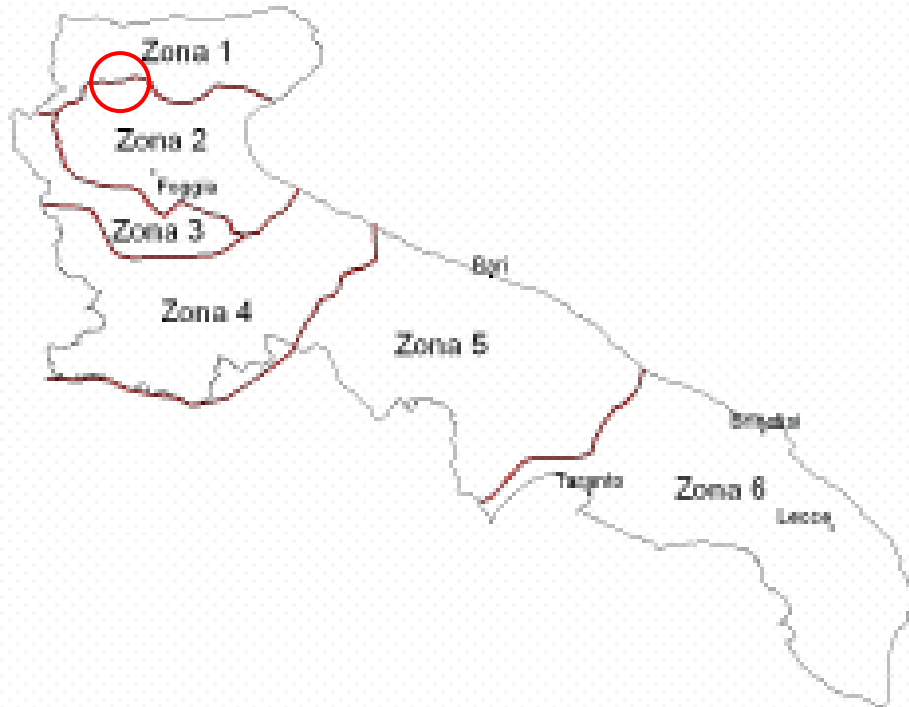 Zona 1
Zona 2
Foggia
Zona 3
Bari
Zona 4
Zona 5
Brindisi
Taranto
Zona 6
Lecce